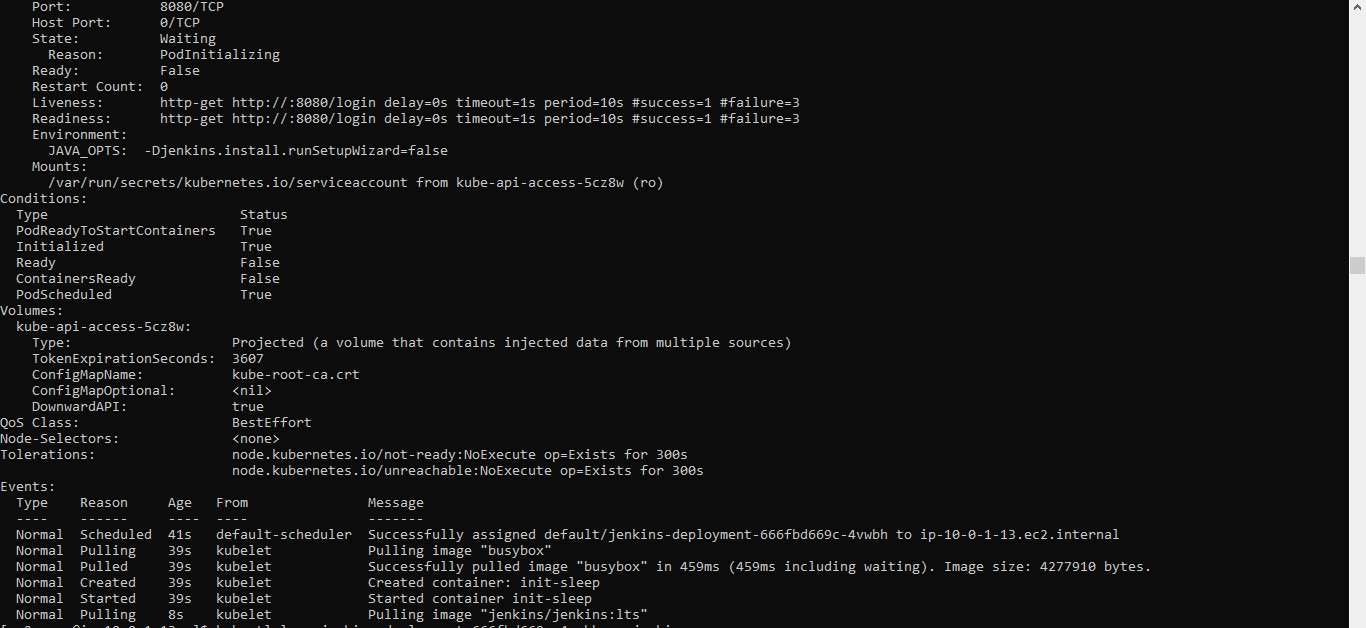 Port:           8080/TCP
    Host Port:      0/TCP
    State:          Waiting
      Reason:       PodInitializing
    Ready:          False
    Restart Count:  0
    Liveness:       http-get http://:8080/login delay=0s timeout=1s period=10s #success=1 #failure=3
    Readiness:      http-get http://:8080/login delay=0s timeout=1s period=10s #success=1 #failure=3
    Environment:
      JAVA_OPTS:  -Djenkins.install.runSetupWizard=false
    Mounts:
      /var/run/secrets/kubernetes.io/serviceaccount from kube-api-access-5cz8w (ro)
Conditions:
  Type                        Status
  PodReadyToStartContainers   True
  Initialized                 True
  Ready                       False
  ContainersReady             False
  PodScheduled                True
Volumes:
  kube-api-access-5cz8w:
    Type:                    Projected (a volume that contains injected data from multiple sources)
    TokenExpirationSeconds:  3607
    ConfigMapName:           kube-root-ca.crt
    ConfigMapOptional:       <nil>
    DownwardAPI:             true
QoS Class:                   BestEffort
Node-Selectors:              <none>
Tolerations:                 node.kubernetes.io/not-ready:NoExecute op=Exists for 300s
                             node.kubernetes.io/unreachable:NoExecute op=Exists for 300s
Events:
  Type    Reason     Age   From               Message
  ----    ------     ----  ----               -------
  Normal  Scheduled  41s   default-scheduler  Successfully assigned default/jenkins-deployment-666fbd669c-4vwbh to ip-10-0-1-13.ec2.internal
  Normal  Pulling    39s   kubelet            Pulling image "busybox"
  Normal  Pulled     39s   kubelet            Successfully pulled image "busybox" in 459ms (459ms including waiting). Image size: 4277910 bytes.
  Normal  Created    39s   kubelet            Created container: init-sleep
  Normal  Started    39s   kubelet            Started container init-sleep
  Normal  Pulling    8s    kubelet            Pulling image "jenkins/jenkins:lts"